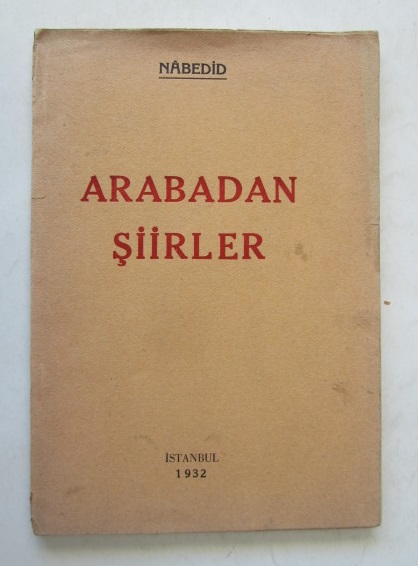 NÂBEDİD
ARABADAN
ŞİİRLER
İSTANBUL
1932